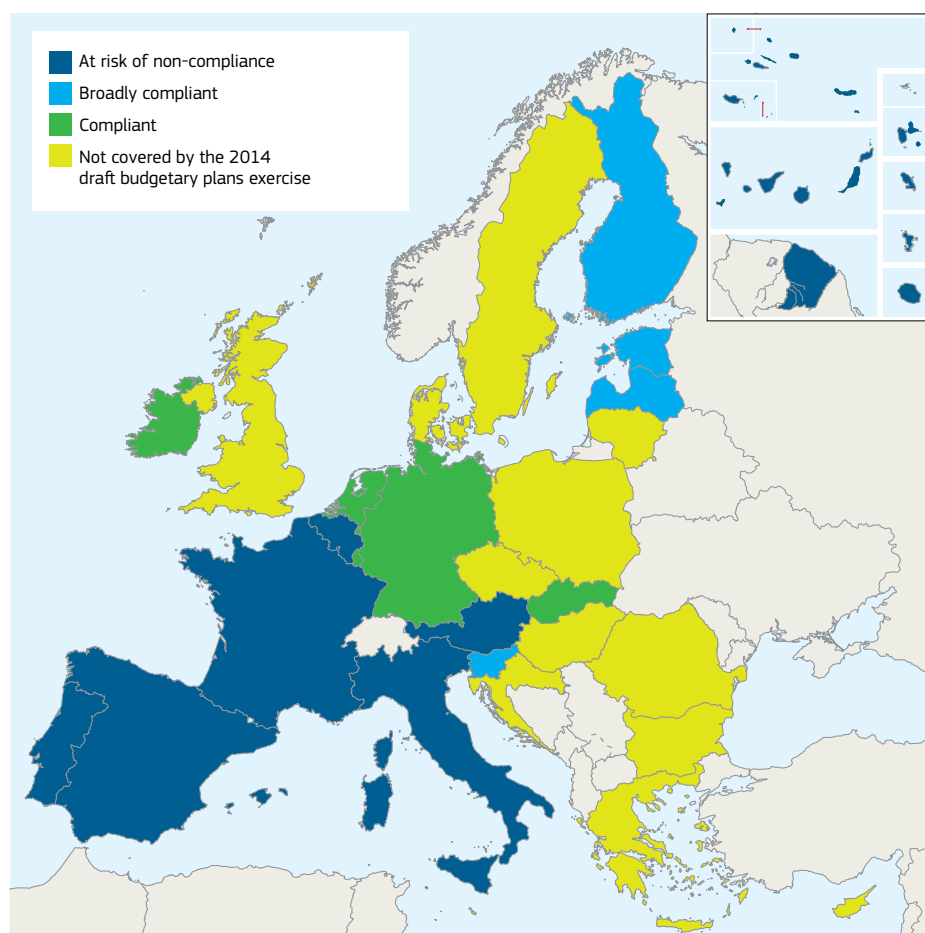 At risk of non-compliance
Broadly compliant
Compliant
Not covered by the 2014
draft budgetary plans exercise